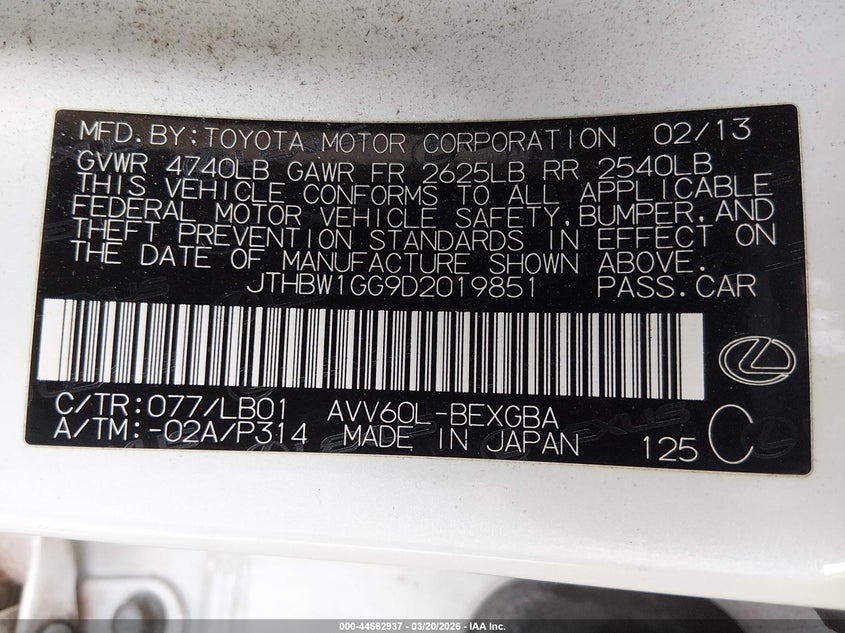 MFD.BY:TOYOTA MOTOR CORPORATION 02/13
GVWR 4740LB GAWR FR 2625LB RR 2540LB
THIS VEHICLE CONFORMS TO ALL APPLICABLE
FEDERAL MOTOR VEHICLE SAFETY,BUMPER,AND
THEFT PREVENTION STANDARDS IN EFFECT ON
THE DATE OF MANUFACTURE SHOWN ABOVE.
JTHBW1GG9D2019851 PASS.CAR
C/TR:077/LB01 AVV60L-BEXGBA
A/TM:-02A/P314 MADE IN JAPAN 125 C
000-44662937 - 03/20/2026 - IAA Inc.